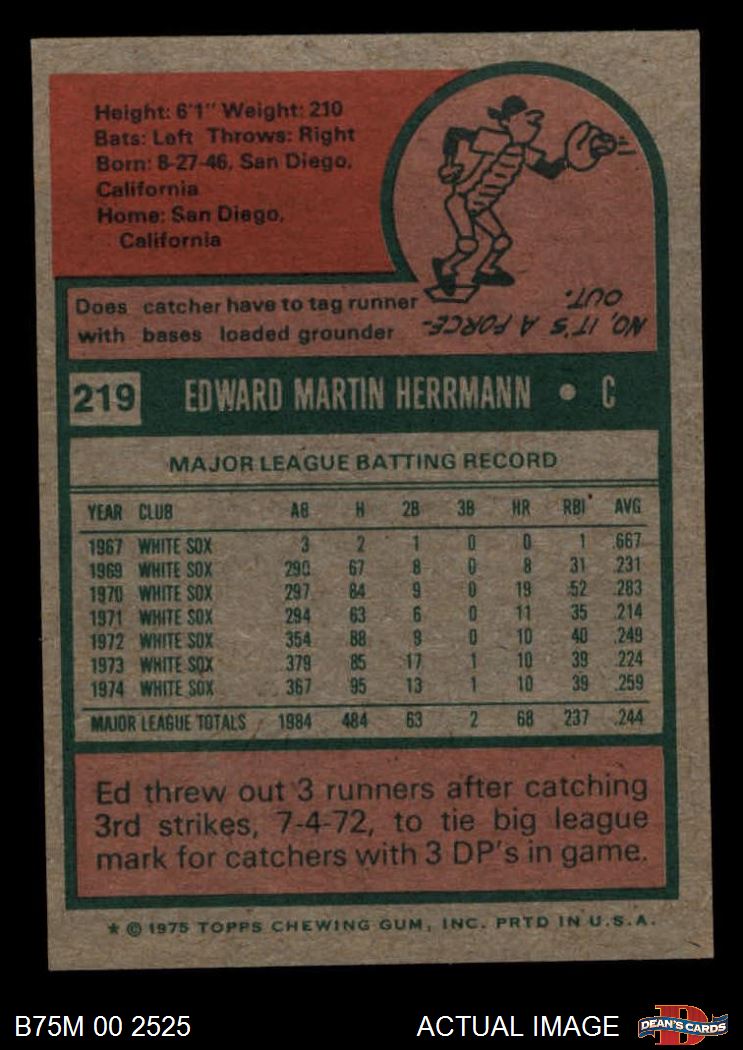 Height: 6'1" Weight: 210
Bats: Left Throws: Right
Born: 8-27-46, San Diego,
California
Home: San Diego,
California
Does catcher have to tag runner
with bases loaded grounder
NO, IT'S A FORCE-
OUT.
219 EDWARD MARTIN HERRMANN • C
MAJOR LEAGUE BATTING RECORD
YEAR CLUB AB H 2B 3B HR RBI AVG
1967 WHITE SOX 3 2 1 0 0 1 .667
1969 WHITE SOX 290 67 8 0 8 31 .231
1970 WHITE SOX 297 84 9 0 19 52 .283
1971 WHITE SOX 294 63 6 0 11 35 .214
1972 WHITE SOX 354 88 9 0 10 40 .249
1973 WHITE SOX 379 85 17 1 10 39 .224
1974 WHITE SOX 367 95 13 1 10 39 .259
MAJOR LEAGUE TOTALS 1984 484 63 2 68 237 .244
Ed threw out 3 runners after catching
3rd strikes, 7-4-72, to tie big league
mark for catchers with 3 DP's in game.
* © 1975 TOPPS CHEWING GUM, INC. PRTD IN U.S.A.
B75M 00 2525 ACTUAL IMAGE D DEAN'S CARDS